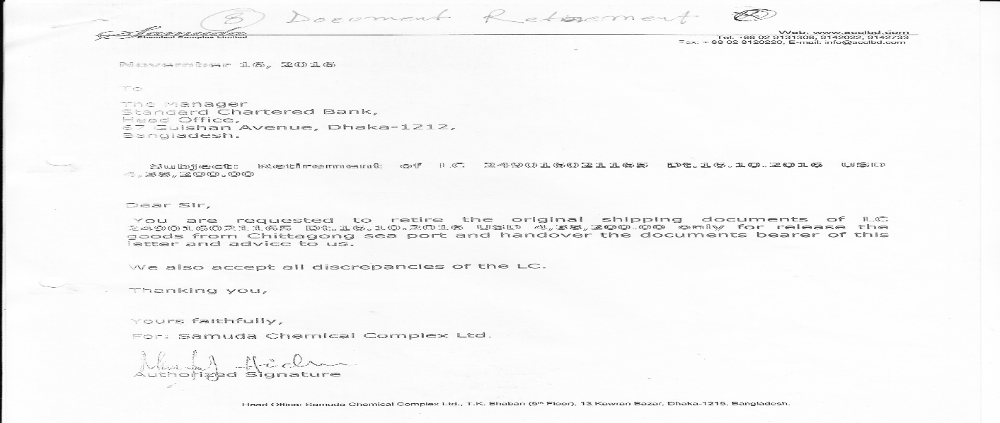 8 Document Retirement
Samuda
Chemical Complex Limited
Web: www.scclbd.com
Tel: +88 02 9131308, 9142022, 9142733
Fax: + 88 02 8120220, E-mail: info@scclbd.com
November 16, 2016
To
The Manager
Standard Chartered Bank,
Head Office,
67 Gulshan Avenue, Dhaka-1212,
Bangladesh.
Subject: Retirement of LC 249016021165 Dt.16.10.2016 USD
4,38,200.00
Dear Sir,
You are requested to retire the original shipping documents of LC
249016021165 Dt.16.10.2016 USD 4,38,200.00 only for release the
goods from Chittagong sea port and handover the documents bearer of this
letter and advice to us.
We also accept all discrepancies of the LC.
Thanking you,
Yours faithfully,
For: Samuda Chemical Complex Ltd.
Authorized Signature
Head Office: Samuda Chemical Complex Ltd., T.K. Bhaban (5th Floor), 13 Kawran Bazar, Dhaka-1215, Bangladesh.